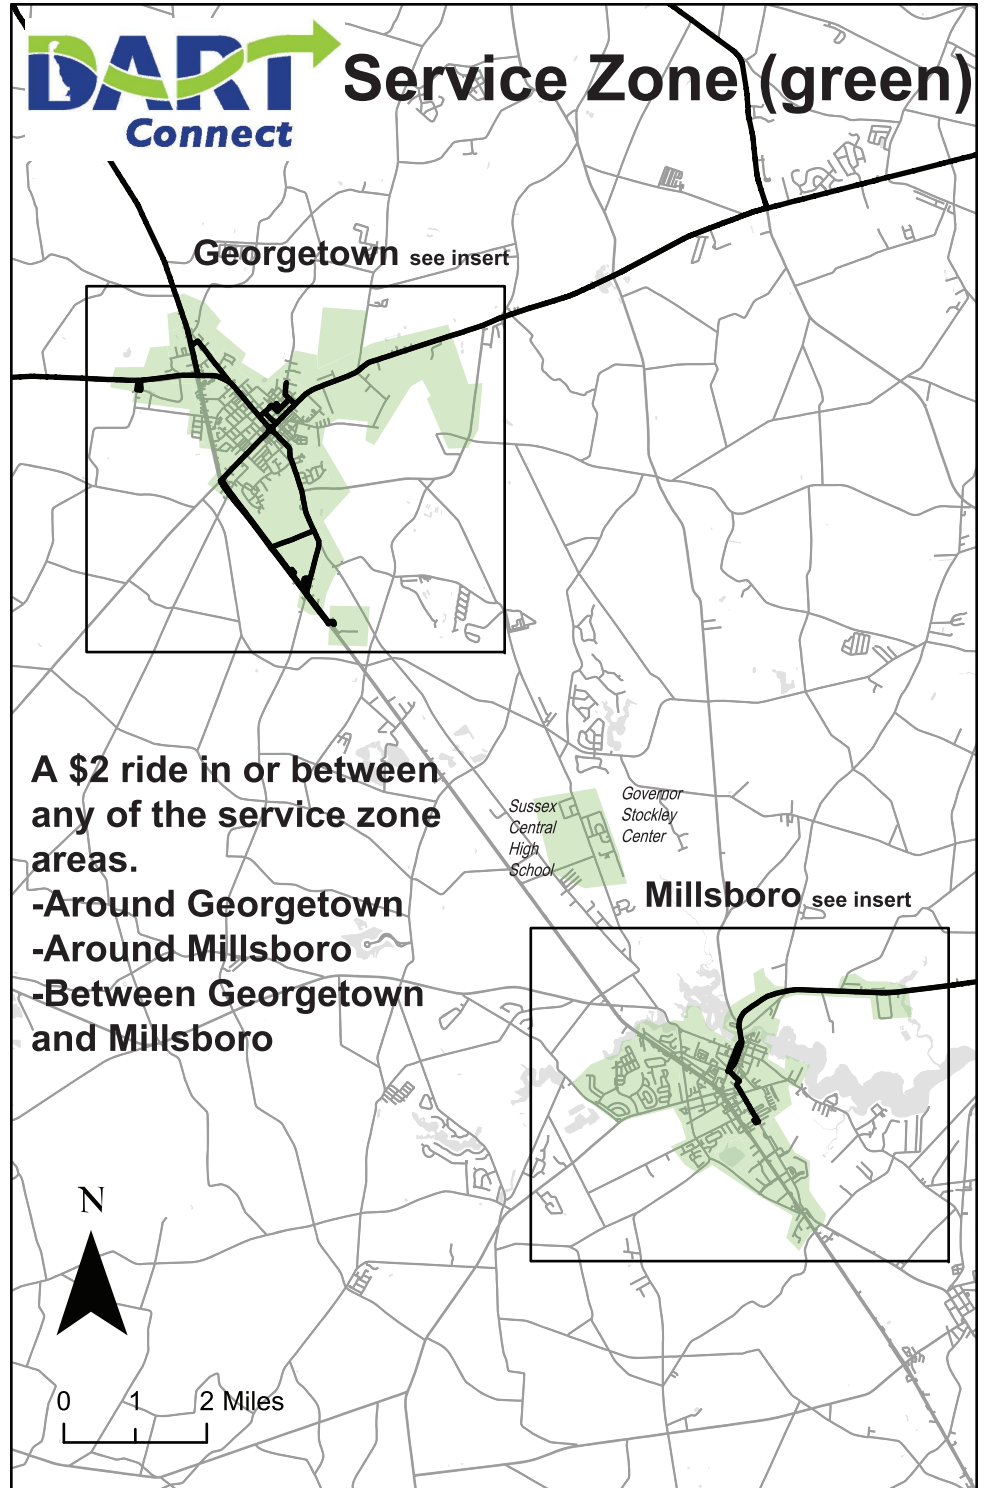 DART
Connect
Service Zone (green)
Georgetown see insert
A $2 ride in or between
any of the service zone
areas.
-Around Georgetown
-Around Millsboro
-Between Georgetown
and Millsboro
Sussex
Central
High
School
Governor
Stockley
Center
Millsboro see insert
N
0 1 2 Miles